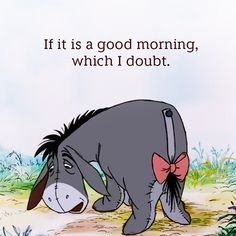 If it is a good morning,
which I doubt.